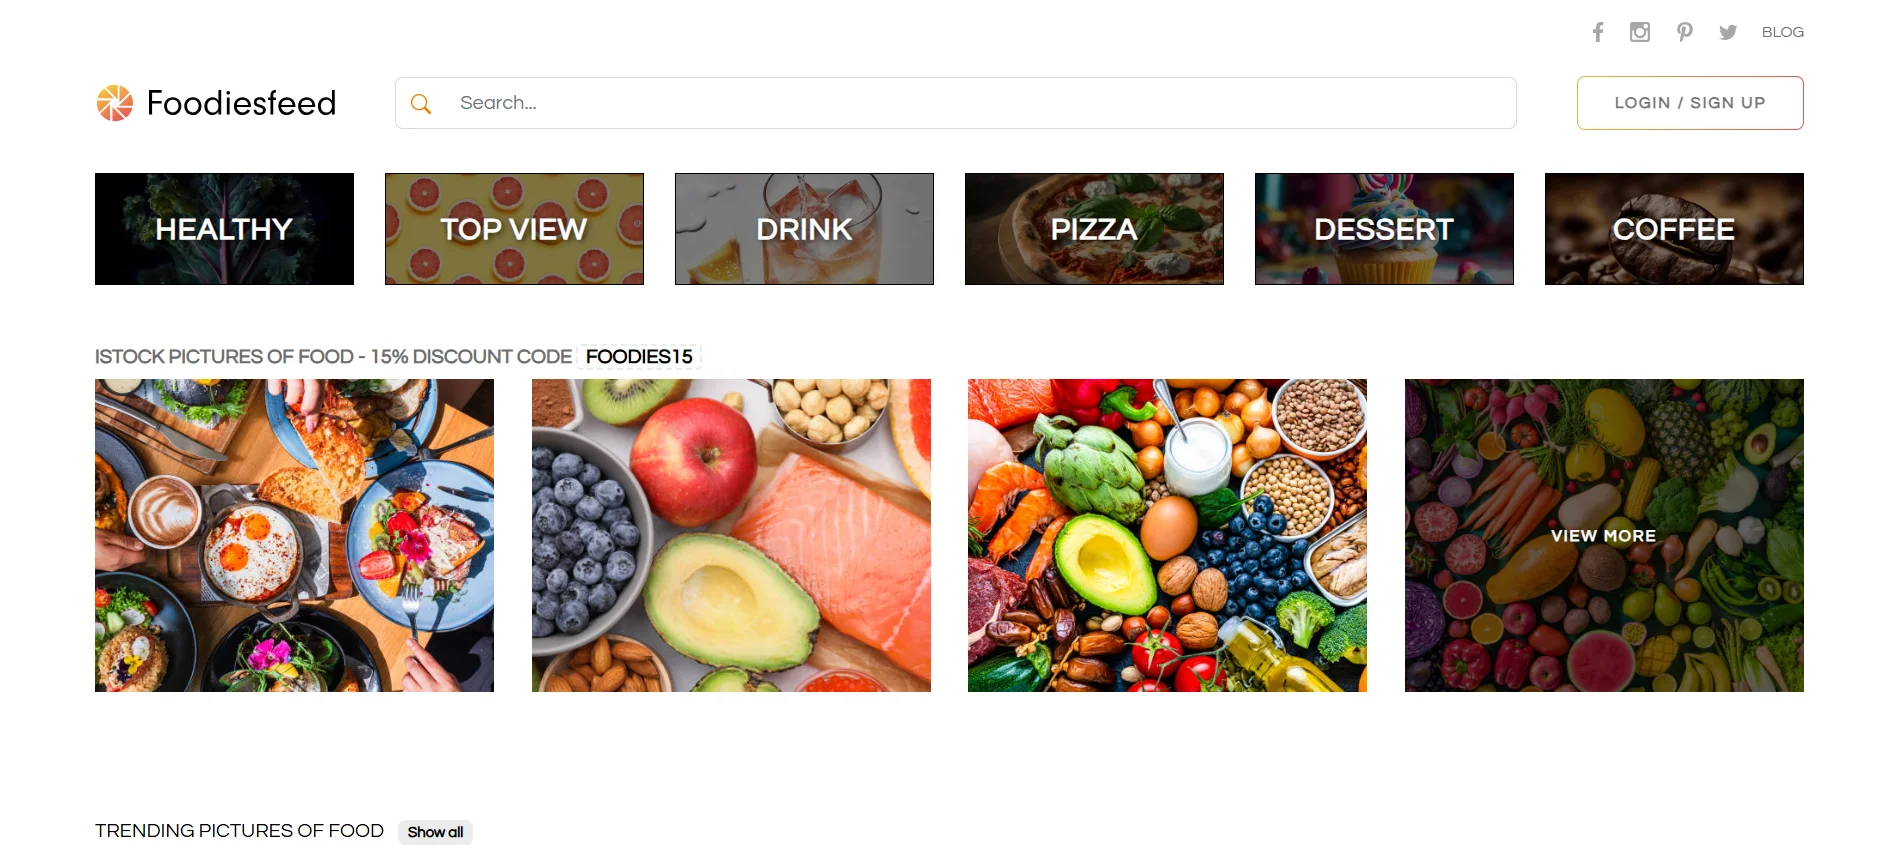 BLOG
Foodiesfeed
Search...
LOGIN / SIGN UP
HEALTHY
TOP VIEW
DRINK
PIZZA
DESSERT
COFFEE
ISTOCK PICTURES OF FOOD - 15% DISCOUNT CODE FOODIES15
VIEW MORE
TRENDING PICTURES OF FOOD Show all